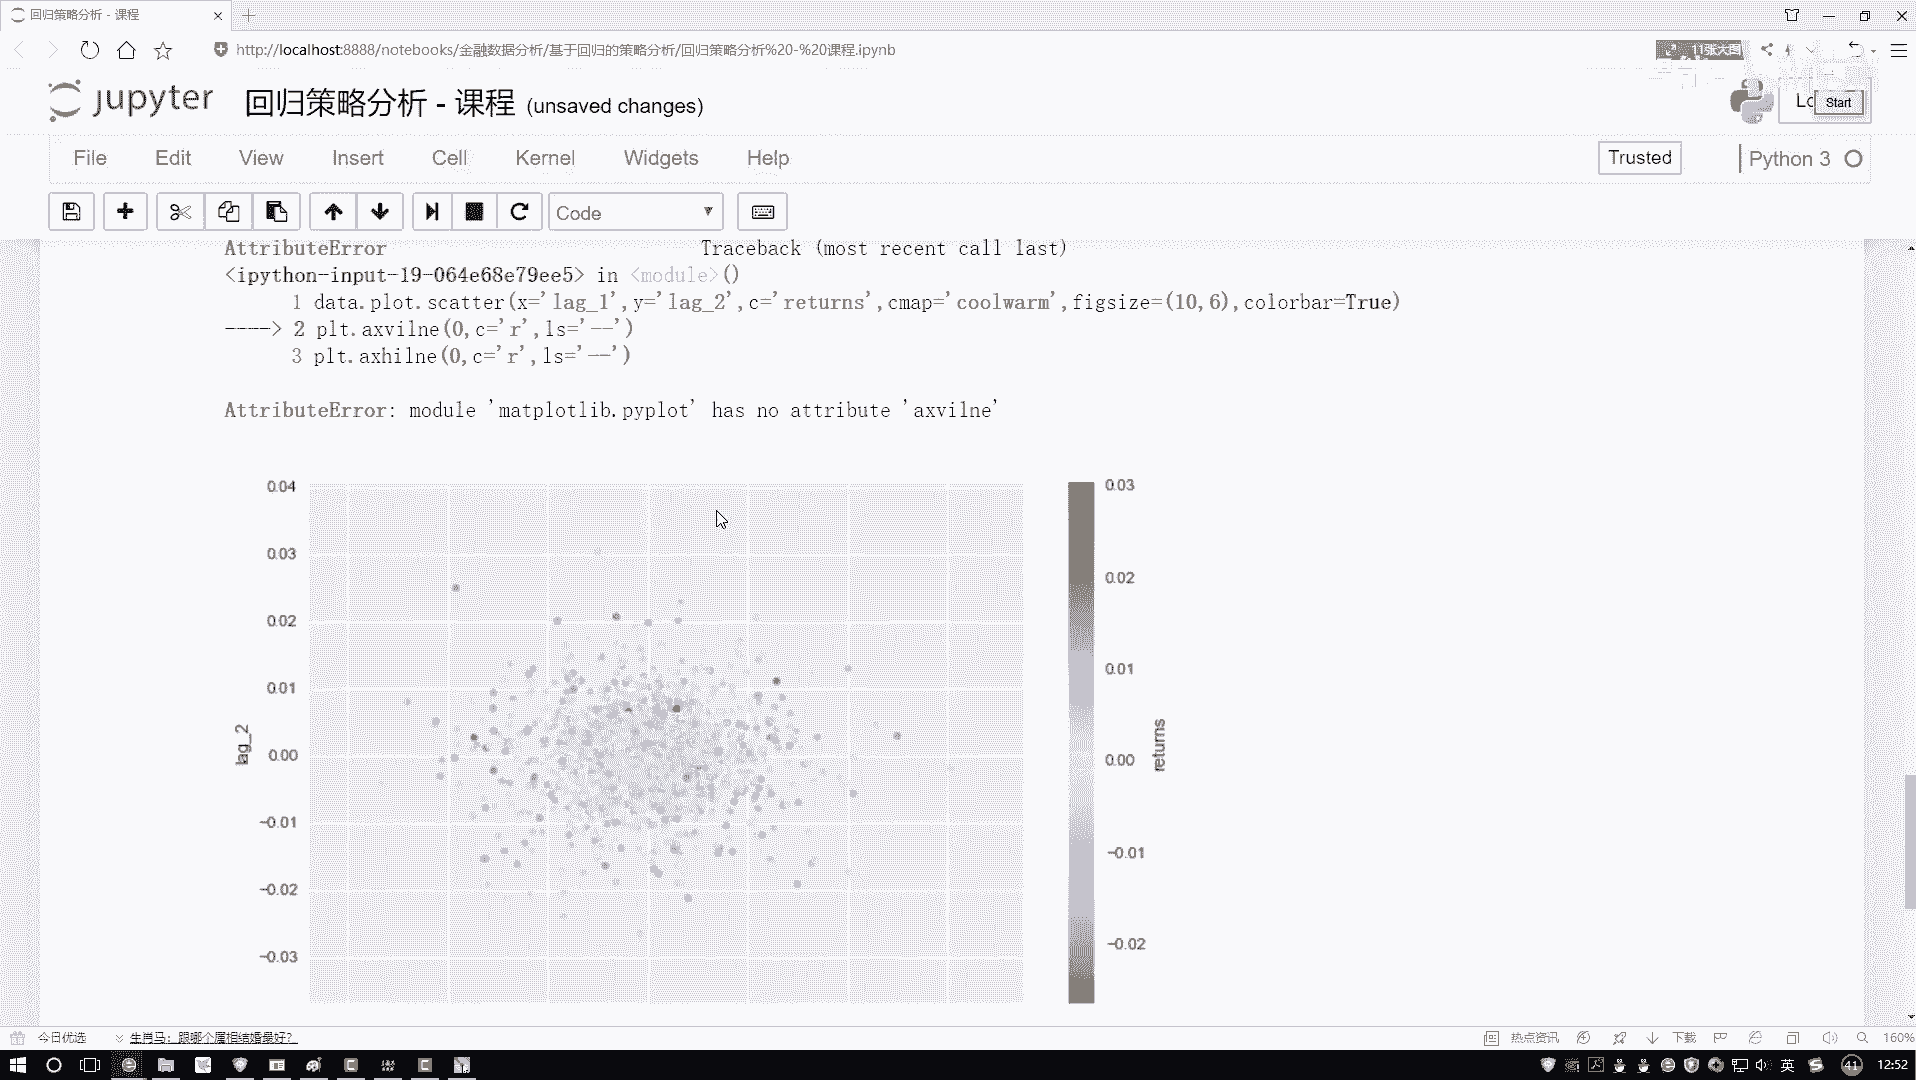 回归策略分析 - 课程
http://localhost:8888/notebooks/金融数据分析/基于回归的策略分析/回归策略分析%20-%20课程.ipynb
11张大图
jupyter 回归策略分析 - 课程 (unsaved changes)
Start
File Edit View Insert Cell Kernel Widgets Help
Trusted
Python 3
Code
AttributeError Traceback (most recent call last)
<ipython-input-19-064e68e79ee5> in <module>()
1 data.plot.scatter(x='lag_1',y='lag_2',c='returns',cmap='coolwarm',figsize=(10,6),colorbar=True)
----> 2 plt.axvilne(0,c='r',ls='--')
3 plt.axhilne(0,c='r',ls='--')
AttributeError: module 'matplotlib.pyplot' has no attribute 'axvilne'
0.04
0.03
0.02
0.01
0.00
-0.01
-0.02
-0.03
lag_2
0.03
0.02
0.01
0.00
-0.01
-0.02
returns
今日优选
生肖马：跟哪个属相结婚最好?
热点资讯
下载
160%
英
41
12:52